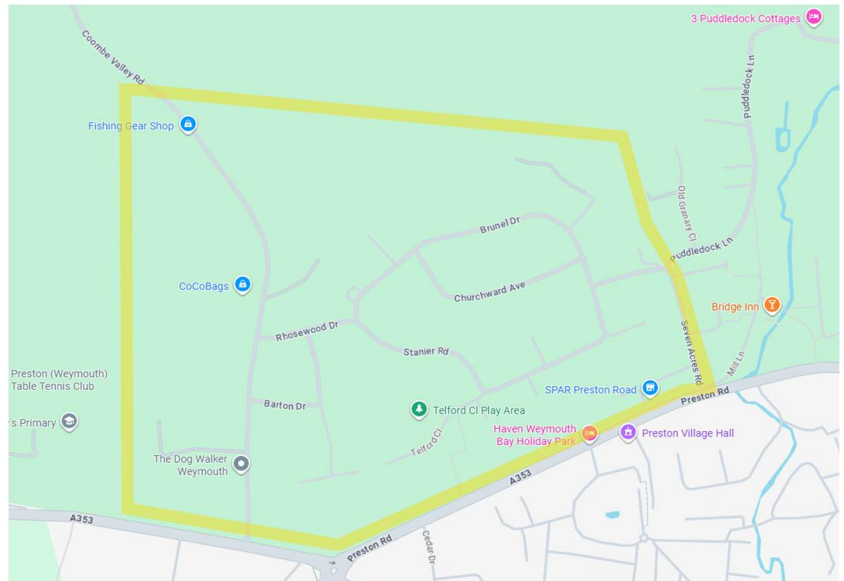 3 Puddledock Cottages
Coombe Valley Rd
Puddledock Ln
Fishing Gear Shop
Old Granary Cl
Brunel Dr
Puddledock Ln
CoCoBags
Churchward Ave
Bridge Inn
Rhosewood Dr
Seven Acres Rd
Stanier Rd
Mill Ln
Preston (Weymouth)
Table Tennis Club
SPAR Preston Road
Preston Rd
Barton Dr
Telford Cl Play Area
's Primary
Haven Weymouth
Bay Holiday Park
Preston Village Hall
Telford Cl
The Dog Walker
Weymouth
A353
A353
Preston Rd
Cedar Dr